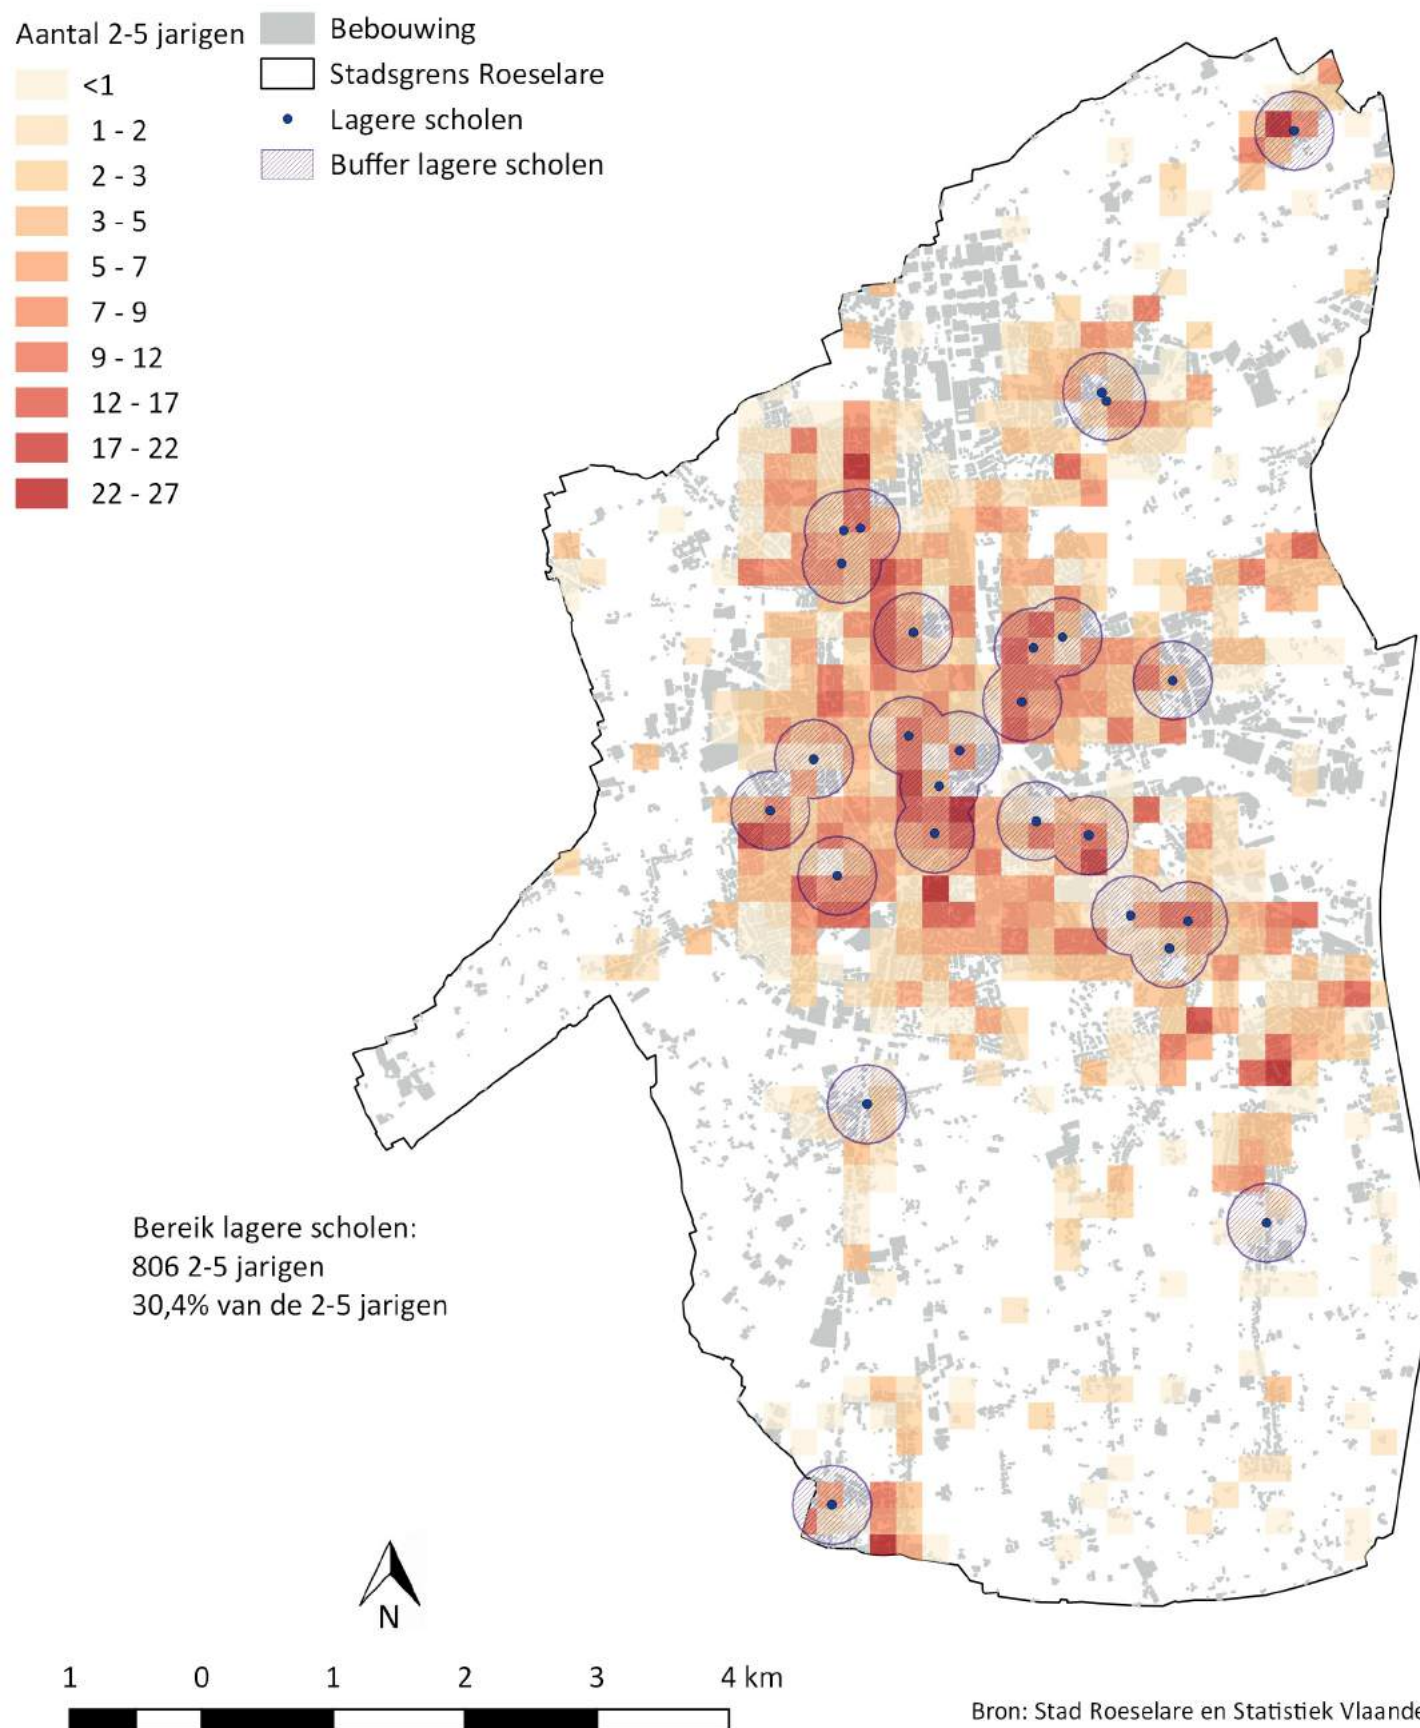 Aantal 2-5 jarigen
<1
1 - 2
2 - 3
3 - 5
5 - 7
7 - 9
9 - 12
12 - 17
17 - 22
22 - 27
Bebouwing
Stadsgrens Roeselare
Lagere scholen
Buffer lagere scholen
Bereik lagere scholen:
806 2-5 jarigen
30,4% van de 2-5 jarigen
N
1 0 1 2 3 4 km
Bron: Stad Roeselare en Statistiek Vlaande